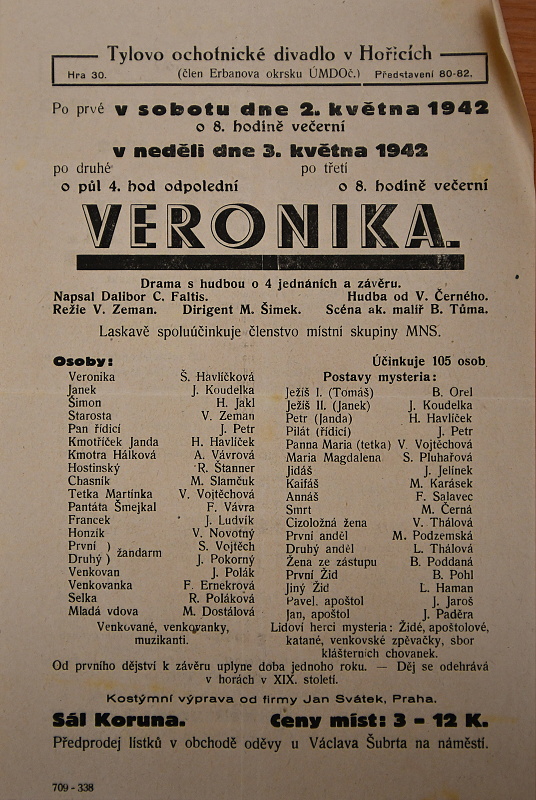 Tylovo ochotnické divadlo v Hořicích
Hra 30. (člen Erbanova okrsku ÚMDOč.) Představení 80-82.
Po prvé v sobotu dne 2. května 1942
o 8. hodině večerní
v neděli dne 3. května 1942
po druhé po třetí
o půl 4. hod odpolední o 8. hodině večerní
VERONIKA.
Drama s hudbou o 4 jednáních a závěru.
Napsal Dalibor C. Faltis. Hudba od V. Černého.
Režie V. Zeman. Dirigent M. Šimek. Scéna ak. malíř B. Tůma.
Laskavě spoluúčinkuje členstvo místní skupiny MNS.
Osoby:
Veronika Š. Havlíčková
Janek J. Koudelka
Šimon H. Jakl
Starosta V. Zeman
Pan řídící J. Petr
Kmotříček Janda H. Havlíček
Kmotra Hálková A. Vávrová
Hostinský R. Štanner
Chasník M. Slamčuk
Tetka Martínka V. Vojtěchová
Pantáta Šmejkal F. Vávra
Francek J. Ludvík
Honzík V. Novotný
První ) S. Vojtěch
žandarm
Druhý ) J. Pokorný
Venkovan J. Polák
Venkovanka F. Ernekrová
Selka R. Poláková
Mladá vdova M. Dostálová
Venkované, venkovanky,
muzikanti.
Účinkuje 105 osob
Postavy mysteria:
Ježíš I. (Tomáš) B. Orel
Ježíš II. (Janek) J. Koudelka
Petr (Janda) H. Havlíček
Pilát (řídící) J. Petr
Panna Maria (tetka) V. Vojtěchová
Maria Magdalena S. Pluhařová
Jidáš J. Jelínek
Kaifáš M. Karásek
Annáš F. Salavec
Smrt M. Černá
Cizoložná žena V. Thálová
První anděl M. Podzemská
Druhý anděl L. Thálová
Žena ze zástupu B. Poddaná
První Žid B. Pohl
Jiný Žid L. Haman
Pavel, apoštol J. Jaroš
Jan, apoštol J. Paděra
Lidoví herci mysteria: Židé, apoštolové,
katané, venkovské zpěvačky, sbor
klášterních chovanek.
Od prvního dějství k závěru uplyne doba jednoho roku. — Děj se odehrává
v horách v XIX. století.
Kostýmní výprava od firmy Jan Svátek, Praha.
Sál Koruna. Ceny míst: 3 - 12 K.
Předprodej lístků v obchodě oděvy u Václava Šubrta na náměstí.
709 - 338